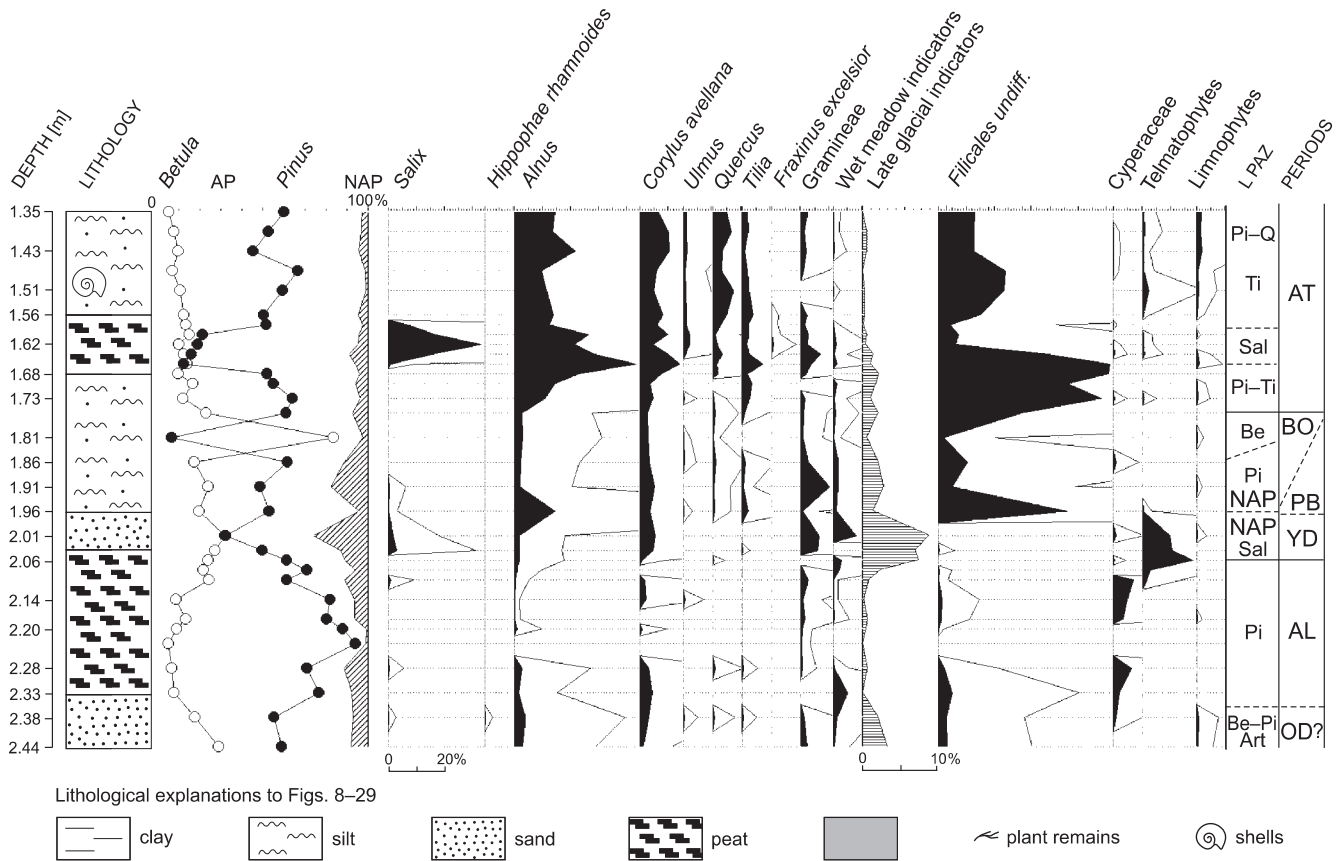 DEPTH [m]
LITHOLOGY
Betula
AP
Pinus
NAP
Salix
Hippophae rhamnoides
Alnus
Corylus avellana
Ulmus
Quercus
Tilia
Fraxinus excelsior
Gramineae
Wet meadow indicators
Late glacial indicators
Filicales undiff.
Cyperaceae
Telmatophytes
Limnophytes
L PAZ
PERIODS
0
100%
1.35
1.43
1.51
1.56
1.62
1.68
1.73
1.81
1.86
1.91
1.96
2.01
2.06
2.14
2.20
2.28
2.33
2.38
2.44
Pi–Q
Ti
Sal
Pi–Ti
Be
Pi
NAP
NAP
Sal
Pi
Be–Pi
Art
AT
BO
PB
YD
AL
OD?
0 20%
0 10%
Lithological explanations to Figs. 8–29
clay
silt
sand
peat
plant remains
shells